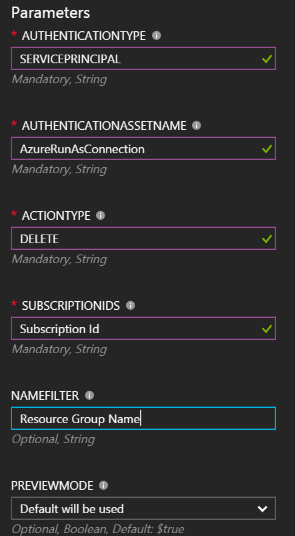 Parameters
* AUTHENTICATIONTYPE
SERVICEPRINCIPAL
Mandatory, String
* AUTHENTICATIONASSETNAME
AzureRunAsConnection
Mandatory, String
* ACTIONTYPE
DELETE
Mandatory, String
* SUBSCRIPTIONIDS
Subscription Id
Mandatory, String
NAMEFILTER
Resource Group Name
Optional, String
PREVIEWMODE
Default will be used
Optional, Boolean, Default: $true